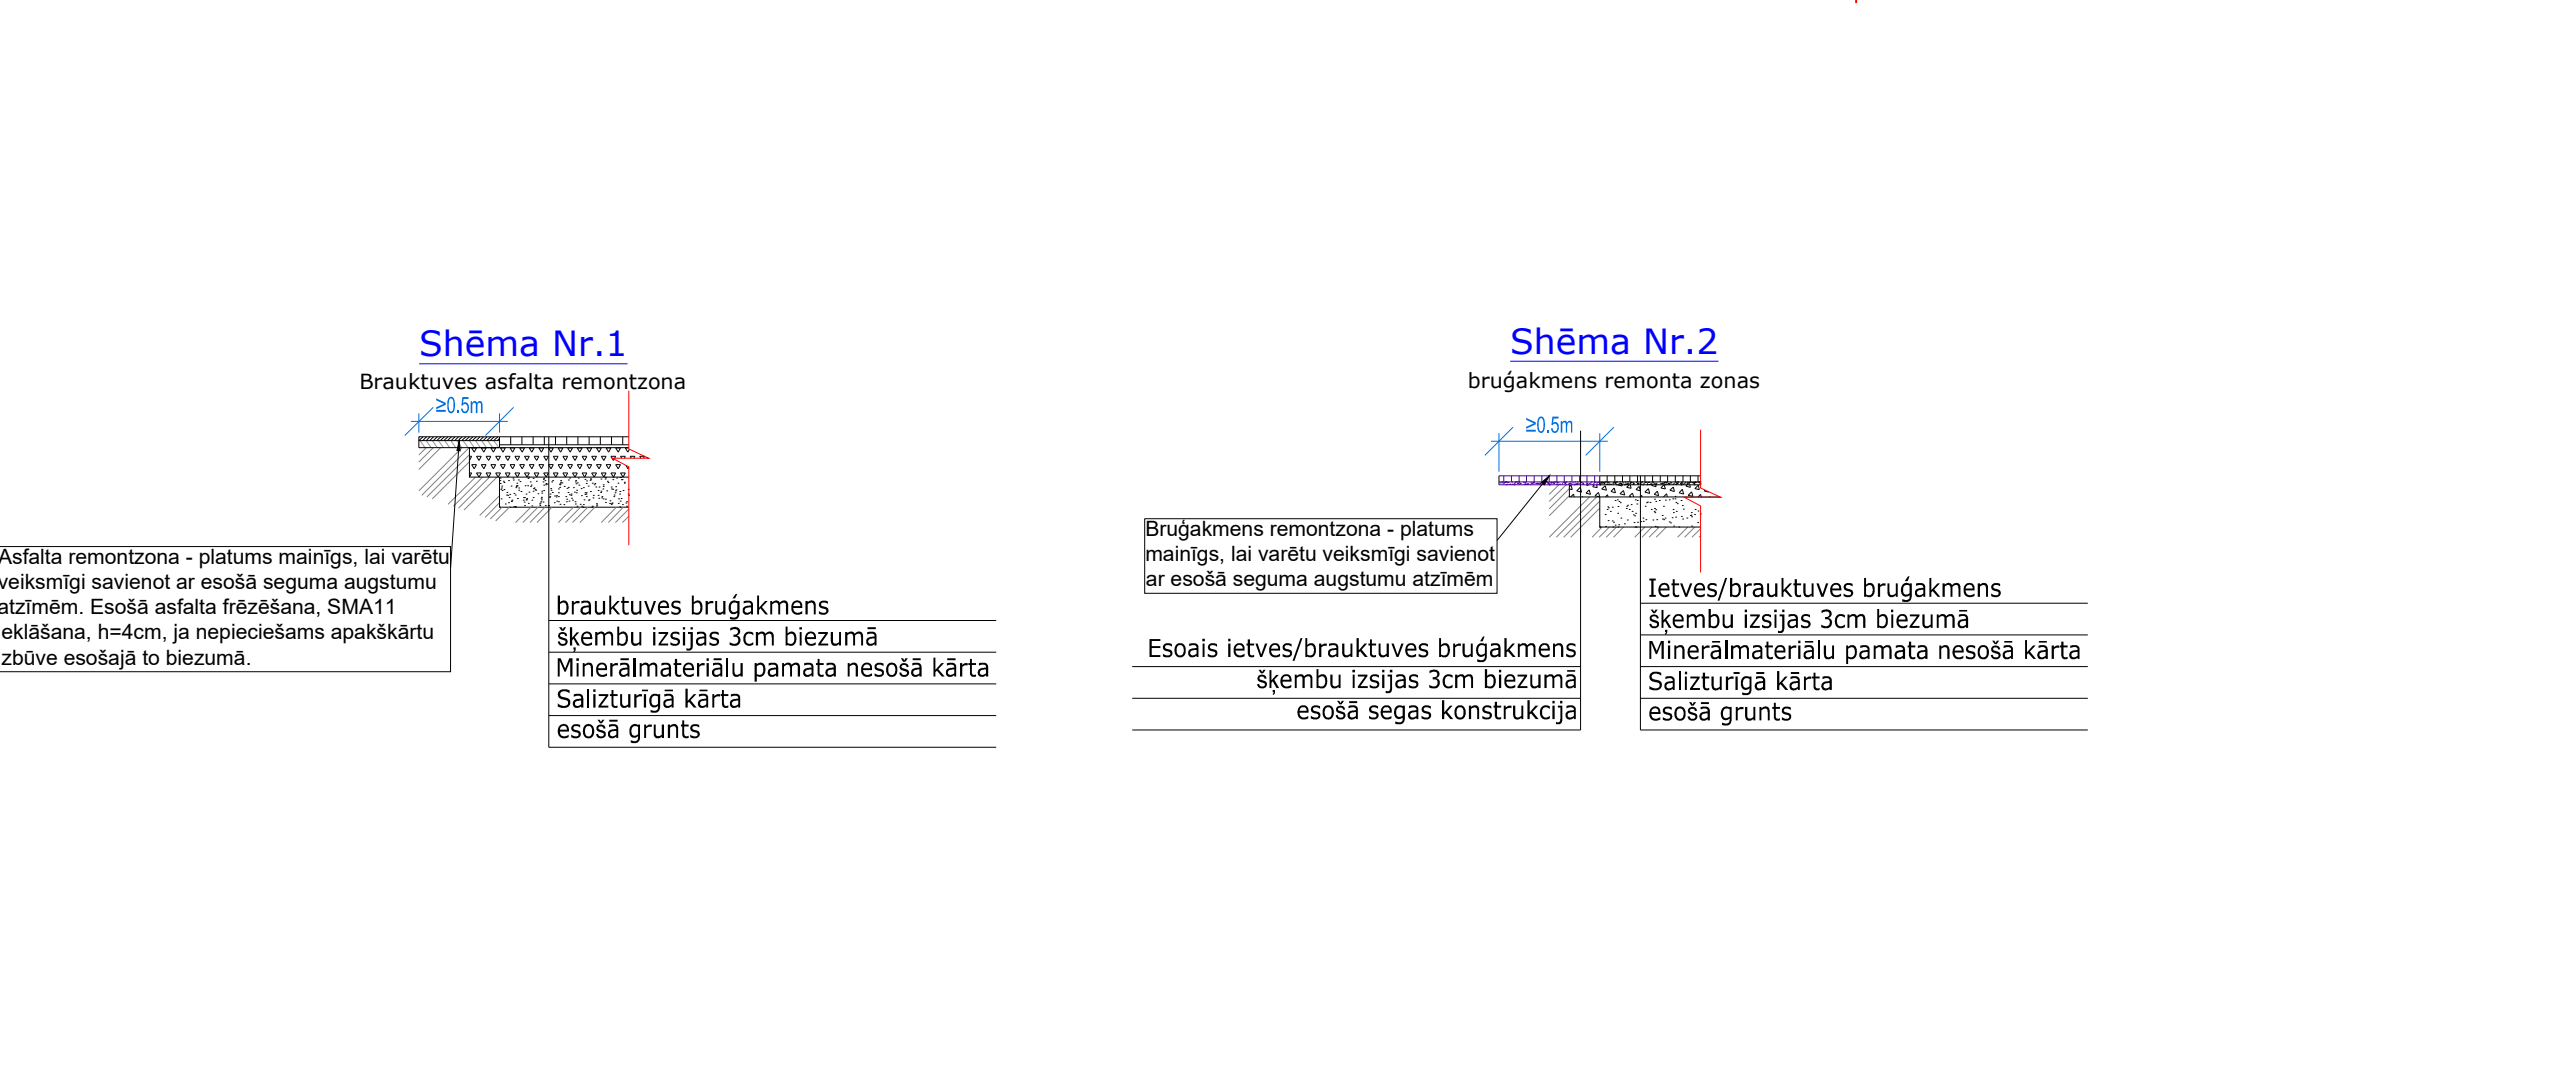 Shēma Nr.1
Brauktuves asfalta remontzona
≥0.5m
Asfalta remontzona - platums mainīgs, lai varētu
veiksmīgi savienot ar esošā seguma augstumu
atzīmēm. Esošā asfalta frēzēšana, SMA11
eklāšana, h=4cm, ja nepieciešams apakškārtu
zbūve esošajā to biezumā.
brauktuves bruģakmens
šķembu izsijas 3cm biezumā
Minerālmateriālu pamata nesošā kārta
Salizturīgā kārta
esošā grunts
Shēma Nr.2
bruģakmens remonta zonas
≥0.5m
Bruģakmens remontzona - platums
mainīgs, lai varētu veiksmīgi savienot
ar esošā seguma augstumu atzīmēm
Esoais ietves/brauktuves bruģakmens
šķembu izsijas 3cm biezumā
esošā segas konstrukcija
Ietves/brauktuves bruģakmens
šķembu izsijas 3cm biezumā
Minerālmateriālu pamata nesošā kārta
Salizturīgā kārta
esošā grunts